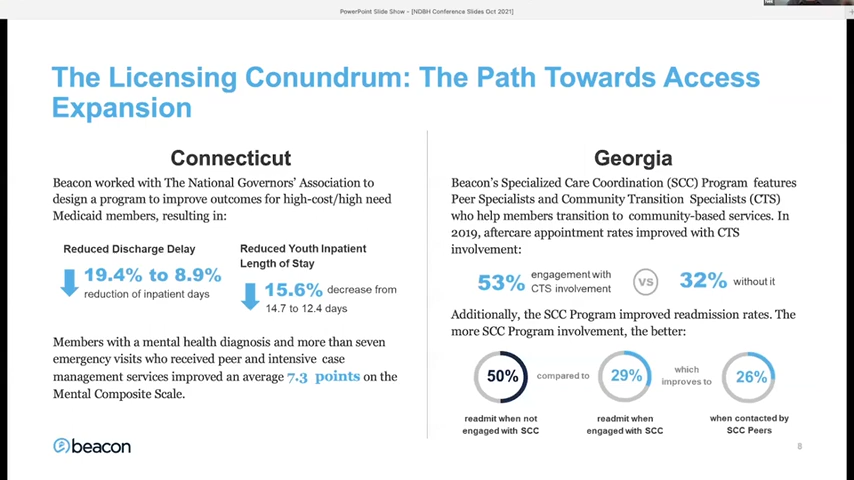 PowerPoint Slide Show - [NDBH Conference Slides Oct 2021]
The Licensing Conundrum: The Path Towards Access
Expansion
Connecticut
Beacon worked with The National Governors' Association to
design a program to improve outcomes for high-cost/high need
Medicaid members, resulting in:
Reduced Discharge Delay
19.4% to 8.9%
reduction of inpatient days
Reduced Youth Inpatient
Length of Stay
15.6% decrease from
14.7 to 12.4 days
Members with a mental health diagnosis and more than seven
emergency visits who received peer and intensive case
management services improved an average 7.3 points on the
Mental Composite Scale.
Georgia
Beacon's Specialized Care Coordination (SCC) Program features
Peer Specialists and Community Transition Specialists (CTS)
who help members transition to community-based services. In
2019, aftercare appointment rates improved with CTS
involvement:
53% engagement with
CTS involvement
VS
32% without it
Additionally, the SCC Program improved readmission rates. The
more SCC Program involvement, the better:
50%
readmit when not
engaged with SCC
compared to
29%
readmit when
engaged with SCC
which
improves to
26%
when contacted by
SCC Peers
beacon
8